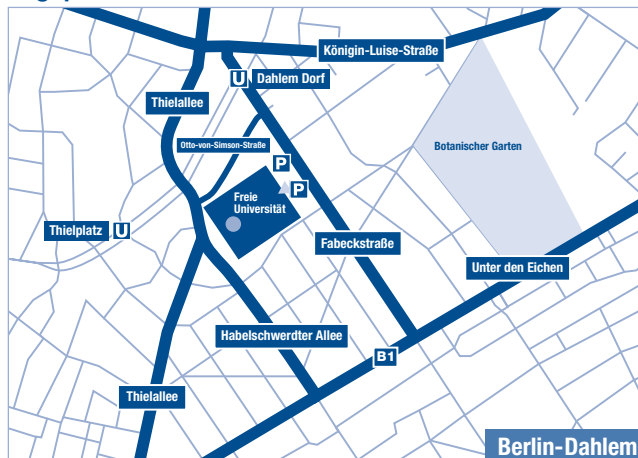 Königin-Luise-Straße
U Dahlem Dorf
Thielallee
Otto-von-Simson-Straße
Botanischer Garten
P
P
Freie
Universität
Thielplatz U
Fabeckstraße
Unter den Eichen
Habelschwerdter Allee
B1
Thielallee
Berlin-Dahlem